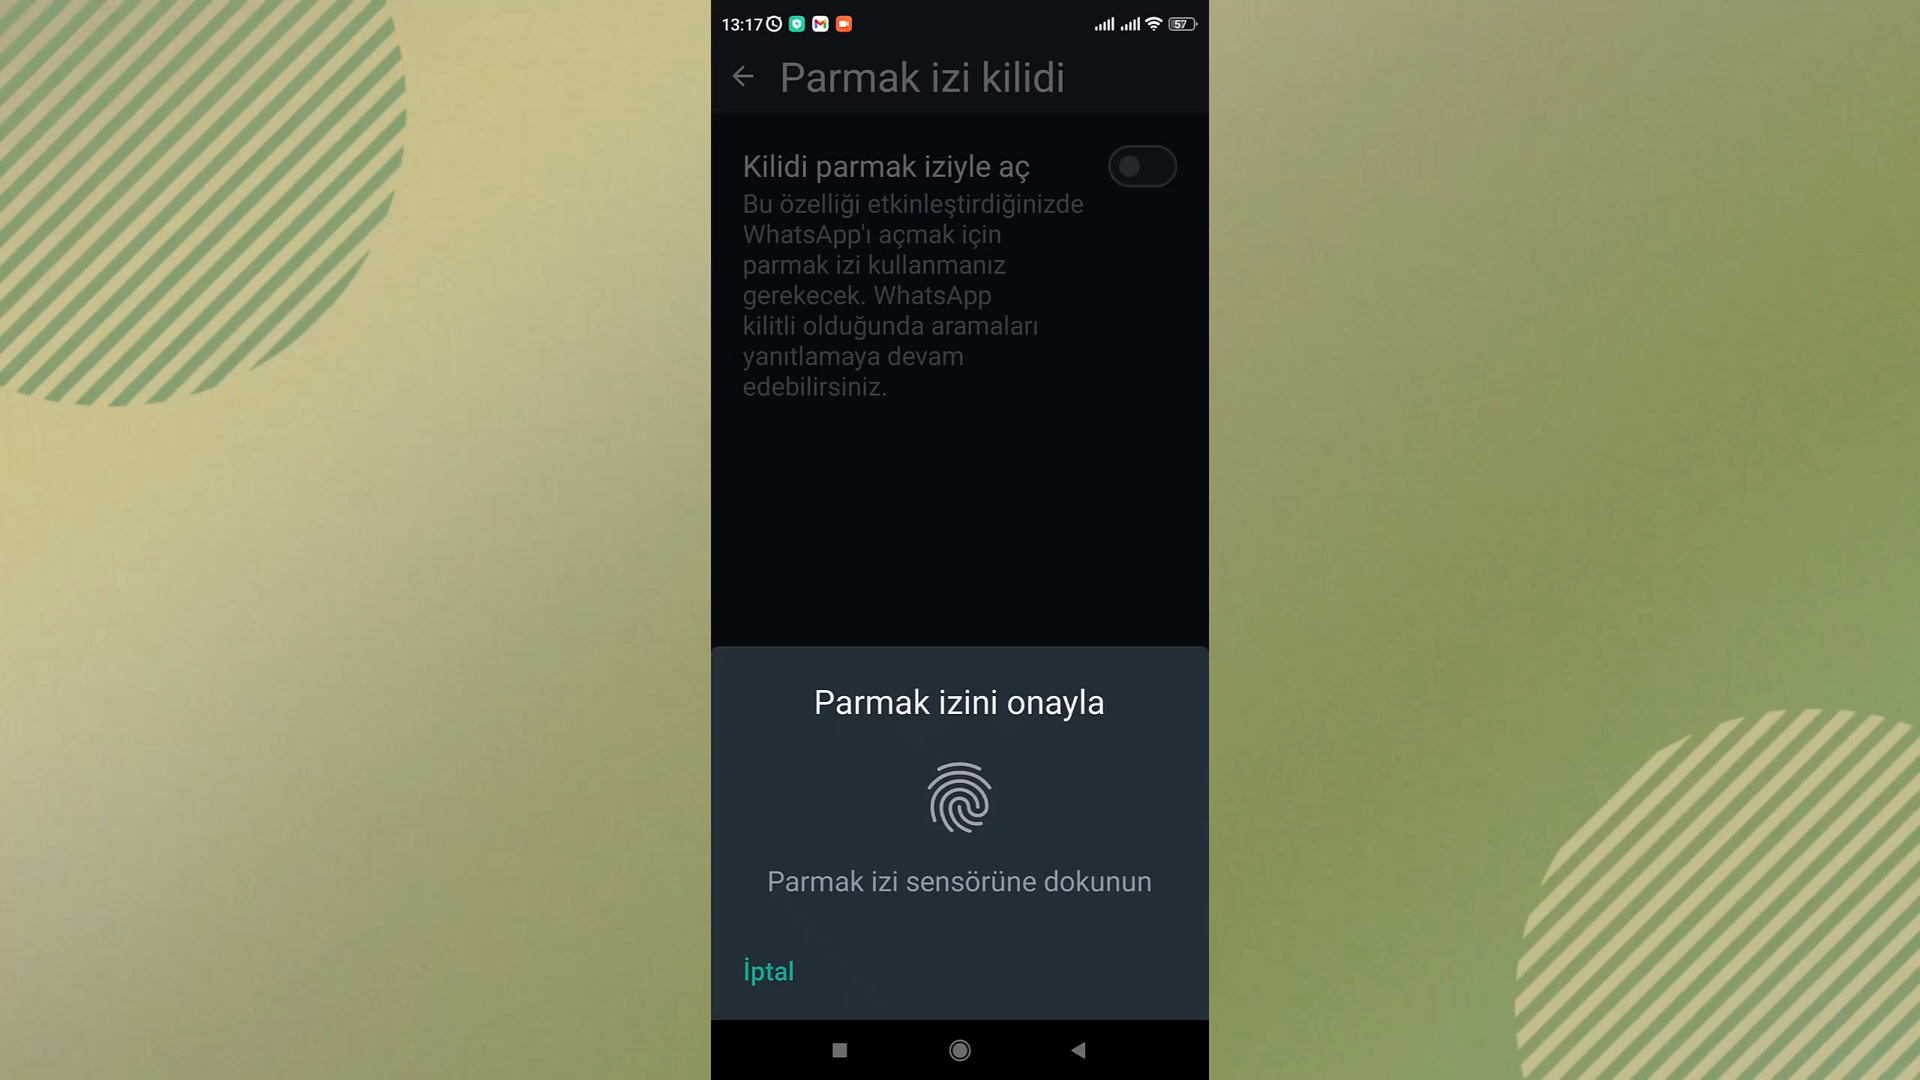 13:17
57
Parmak izi kilidi
Kilidi parmak iziyle aç
Bu özelliği etkinleştirdiğinizde
WhatsApp'ı açmak için
parmak izi kullanmanız
gerekecek. WhatsApp
kilitli olduğunda aramaları
yanıtlamaya devam
edebilirsiniz.
Parmak izini onayla
Parmak izi sensörüne dokunun
İptal